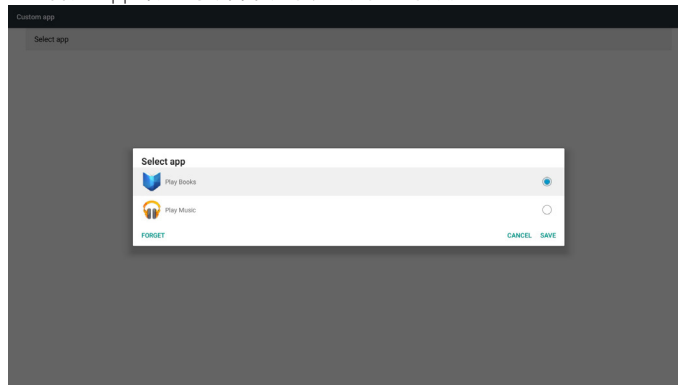 Custom app
Select app
Select app
Play Books
Play Music
FORGET
CANCEL SAVE